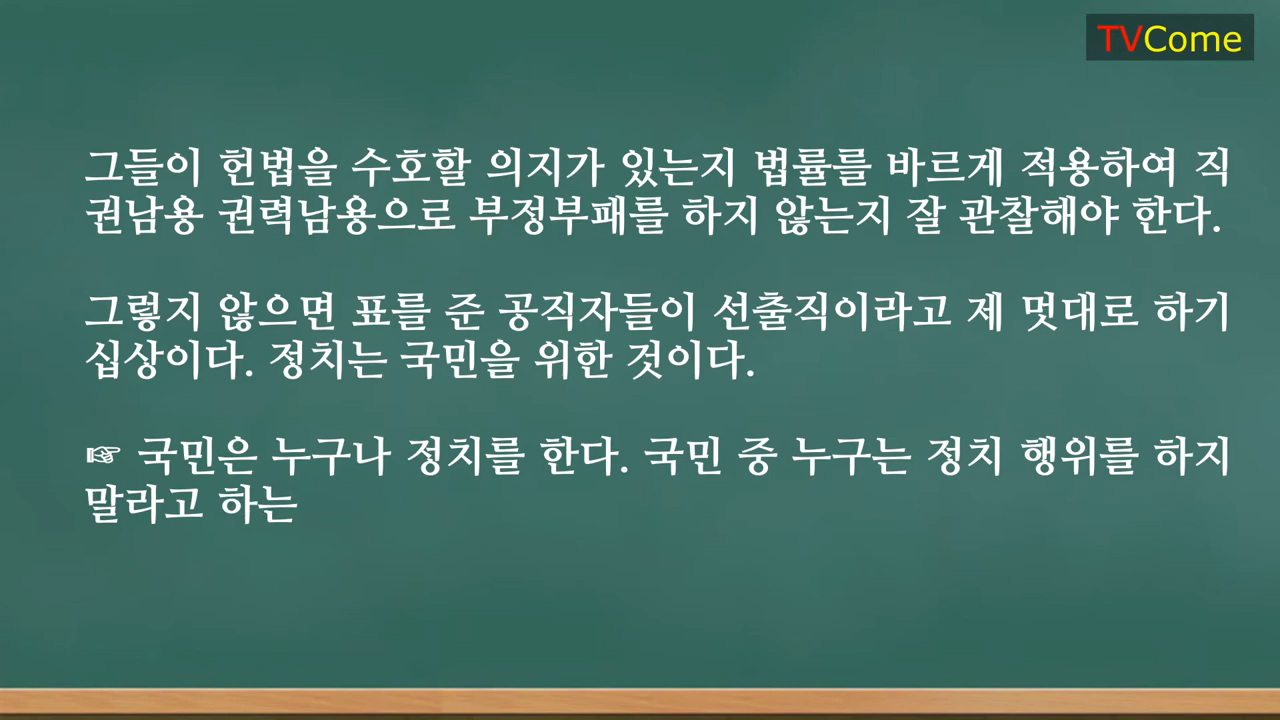 TVCome
그들이 헌법을 수호할 의지가 있는지 법률를 바르게 적용하여 직
권남용 권력남용으로 부정부패를 하지 않는지 잘 관찰해야 한다.
그렇지 않으면 표를 준 공직자들이 선출직이라고 제 멋대로 하기
십상이다. 정치는 국민을 위한 것이다.
☞ 국민은 누구나 정치를 한다. 국민 중 누구는 정치 행위를 하지
말라고 하는